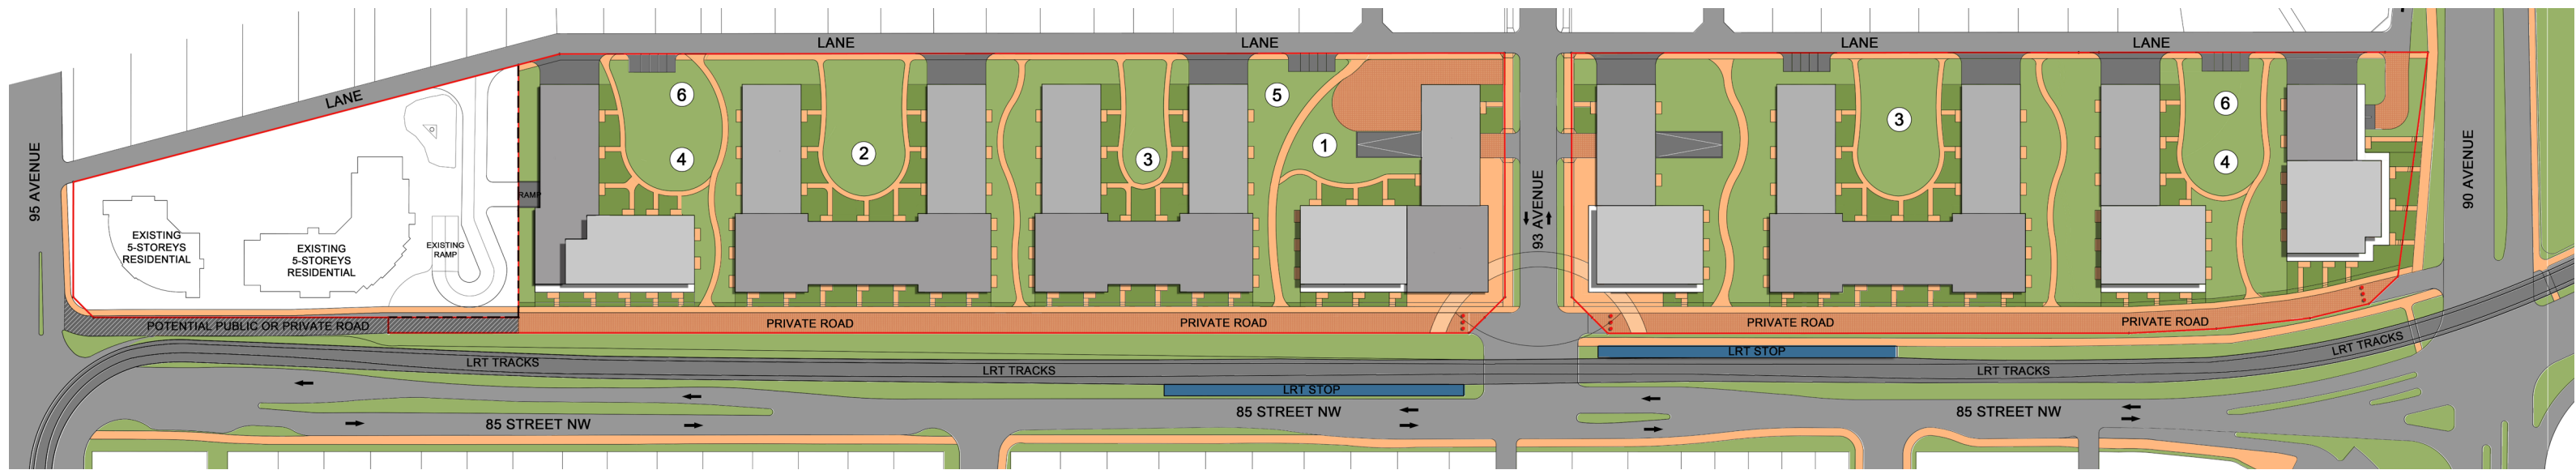 LANE
LANE
LANE
LANE
LANE
95 AVENUE
6
4
2
3
5
1
3
6
4
93 AVENUE
90 AVENUE
RAMP
EXISTING
5-STOREYS
RESIDENTIAL
EXISTING
5-STOREYS
RESIDENTIAL
EXISTING
RAMP
POTENTIAL PUBLIC OR PRIVATE ROAD
PRIVATE ROAD
PRIVATE ROAD
PRIVATE ROAD
PRIVATE ROAD
LRT TRACKS
LRT TRACKS
LRT STOP
LRT STOP
LRT TRACKS
LRT TRACKS
85 STREET NW
85 STREET NW
85 STREET NW